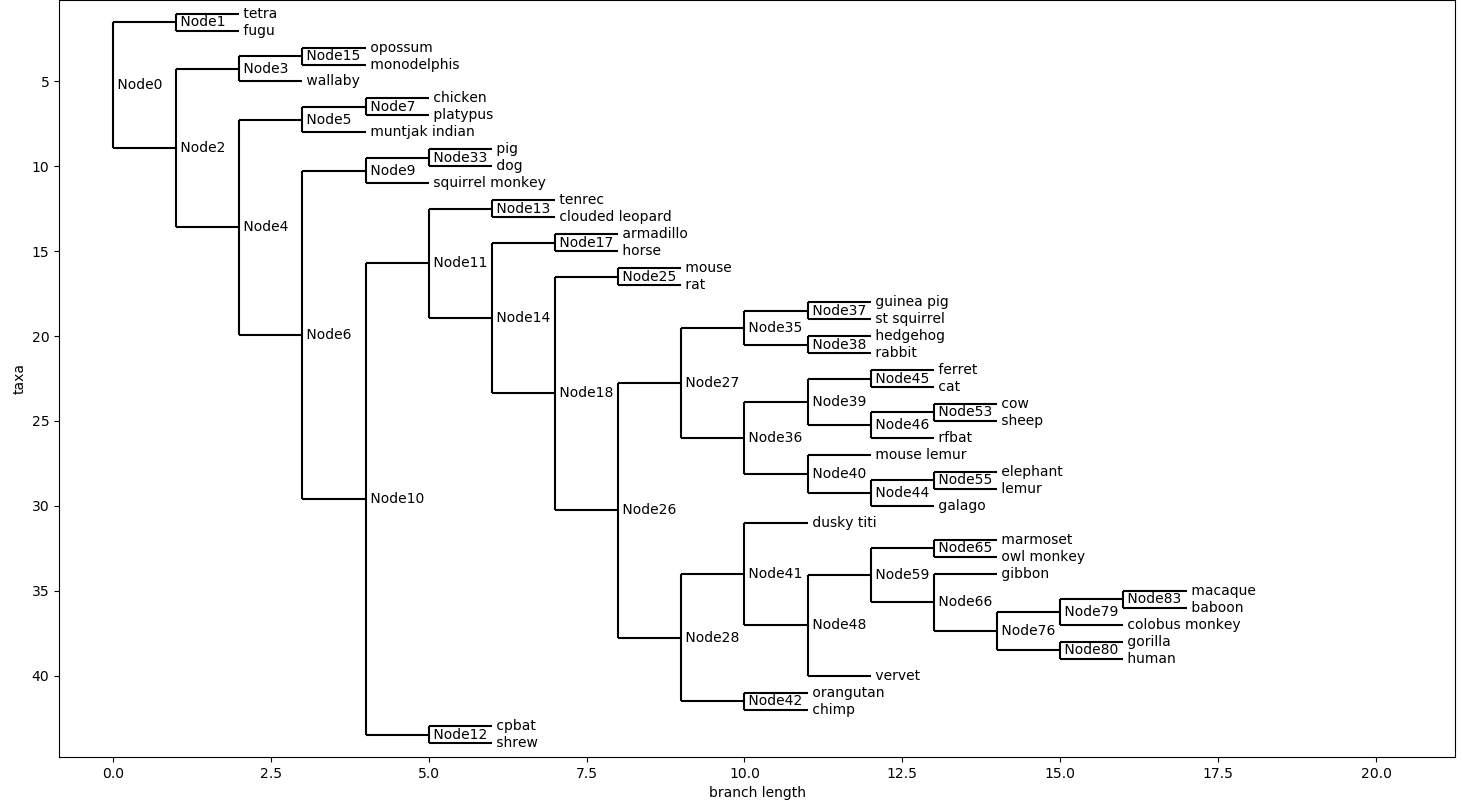 tetra
Node1
fugu
opossum
Node15
monodelphis
Node3
wallaby
5
Node0
chicken
Node7
platypus
Node5
muntjak indian
Node2
pig
Node33
dog
10
Node9
squirrel monkey
tenrec
Node13
clouded leopard
Node4
armadillo
Node17
horse
15
Node11
mouse
Node25
rat
guinea pig
Node37
st squirrel
Node14
Node35
hedgehog
20
Node6
Node38
rabbit
ferret
Node45
Node27
cat
taxa
Node18
Node39
cow
Node53
sheep
25
Node46
rfbat
Node36
mouse lemur
elephant
Node40
Node55
lemur
Node44
Node10
galago
30
Node26
dusky titi
marmoset
Node65
owl monkey
Node41
Node59
gibbon
macaque
35
Node83
Node66
baboon
Node79
colobus monkey
Node48
Node76
Node28
gorilla
Node80
human
40
vervet
orangutan
Node42
chimp
cpbat
Node12
shrew
0.0 2.5 5.0 7.5 10.0 12.5 15.0 17.5 20.0
branch length